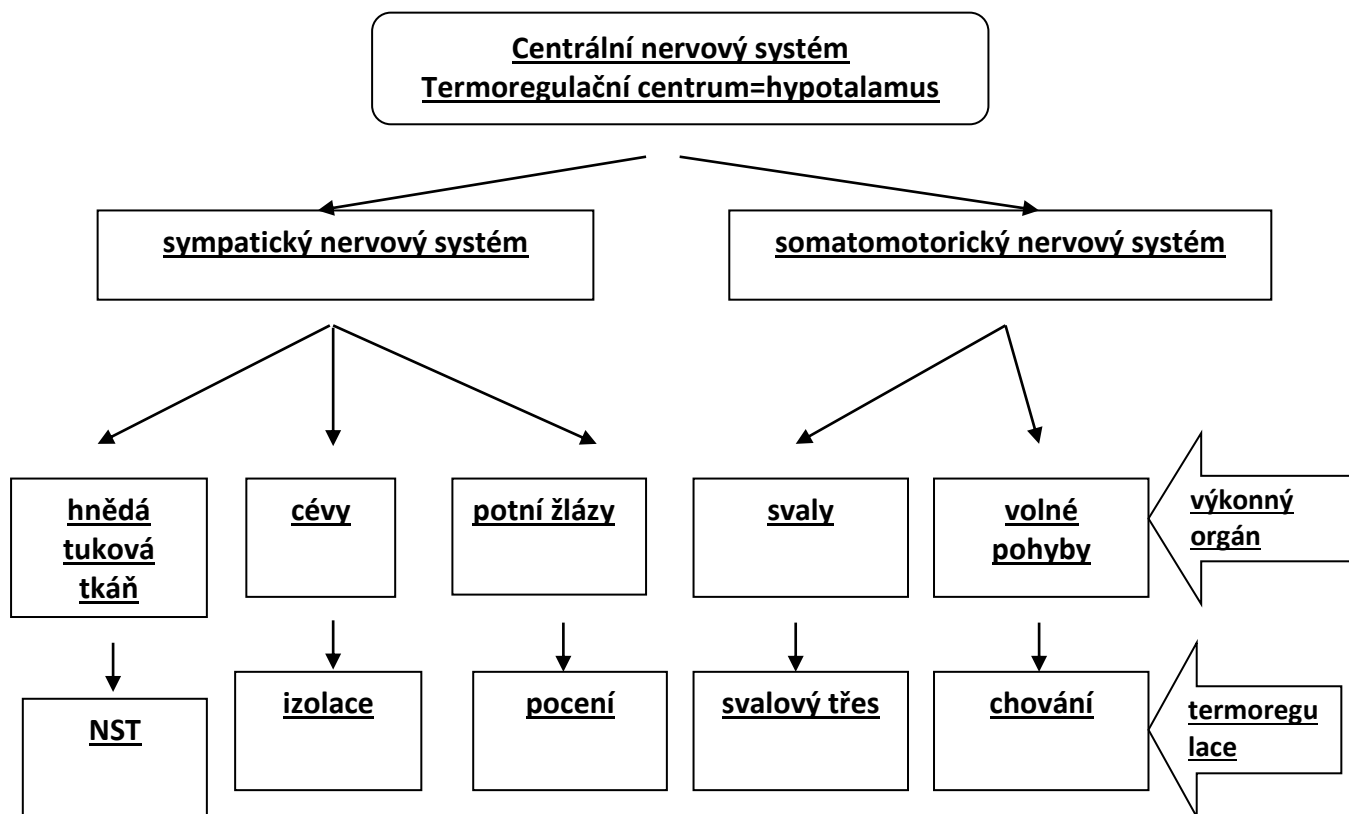 Centrální nervový systém
Termoregulační centrum=hypotalamus
sympatický nervový systém
somatomotorický nervový systém
hnědá
tuková
tkáň
cévy
potní žlázy
svaly
volné
pohyby
výkonný
orgán
NST
izolace
pocení
svalový třes
chování
termoregu
lace